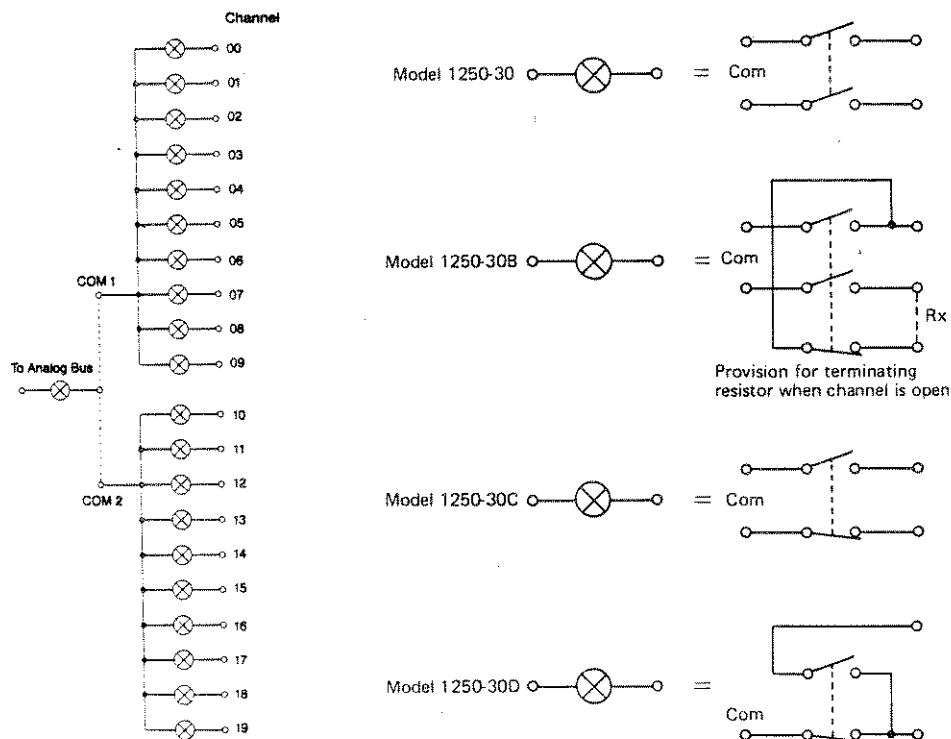 Channel
00
01
02
03
04
05
06
07
08
09
COM 1
To Analog Bus
COM 2
10
11
12
13
14
15
16
17
18
19
Model 1250-30
= Com
Model 1250-30B
= Com
Rx
Provision for terminating
resistor when channel is open
Model 1250-30C
= Com
Model 1250-30D
=
Com